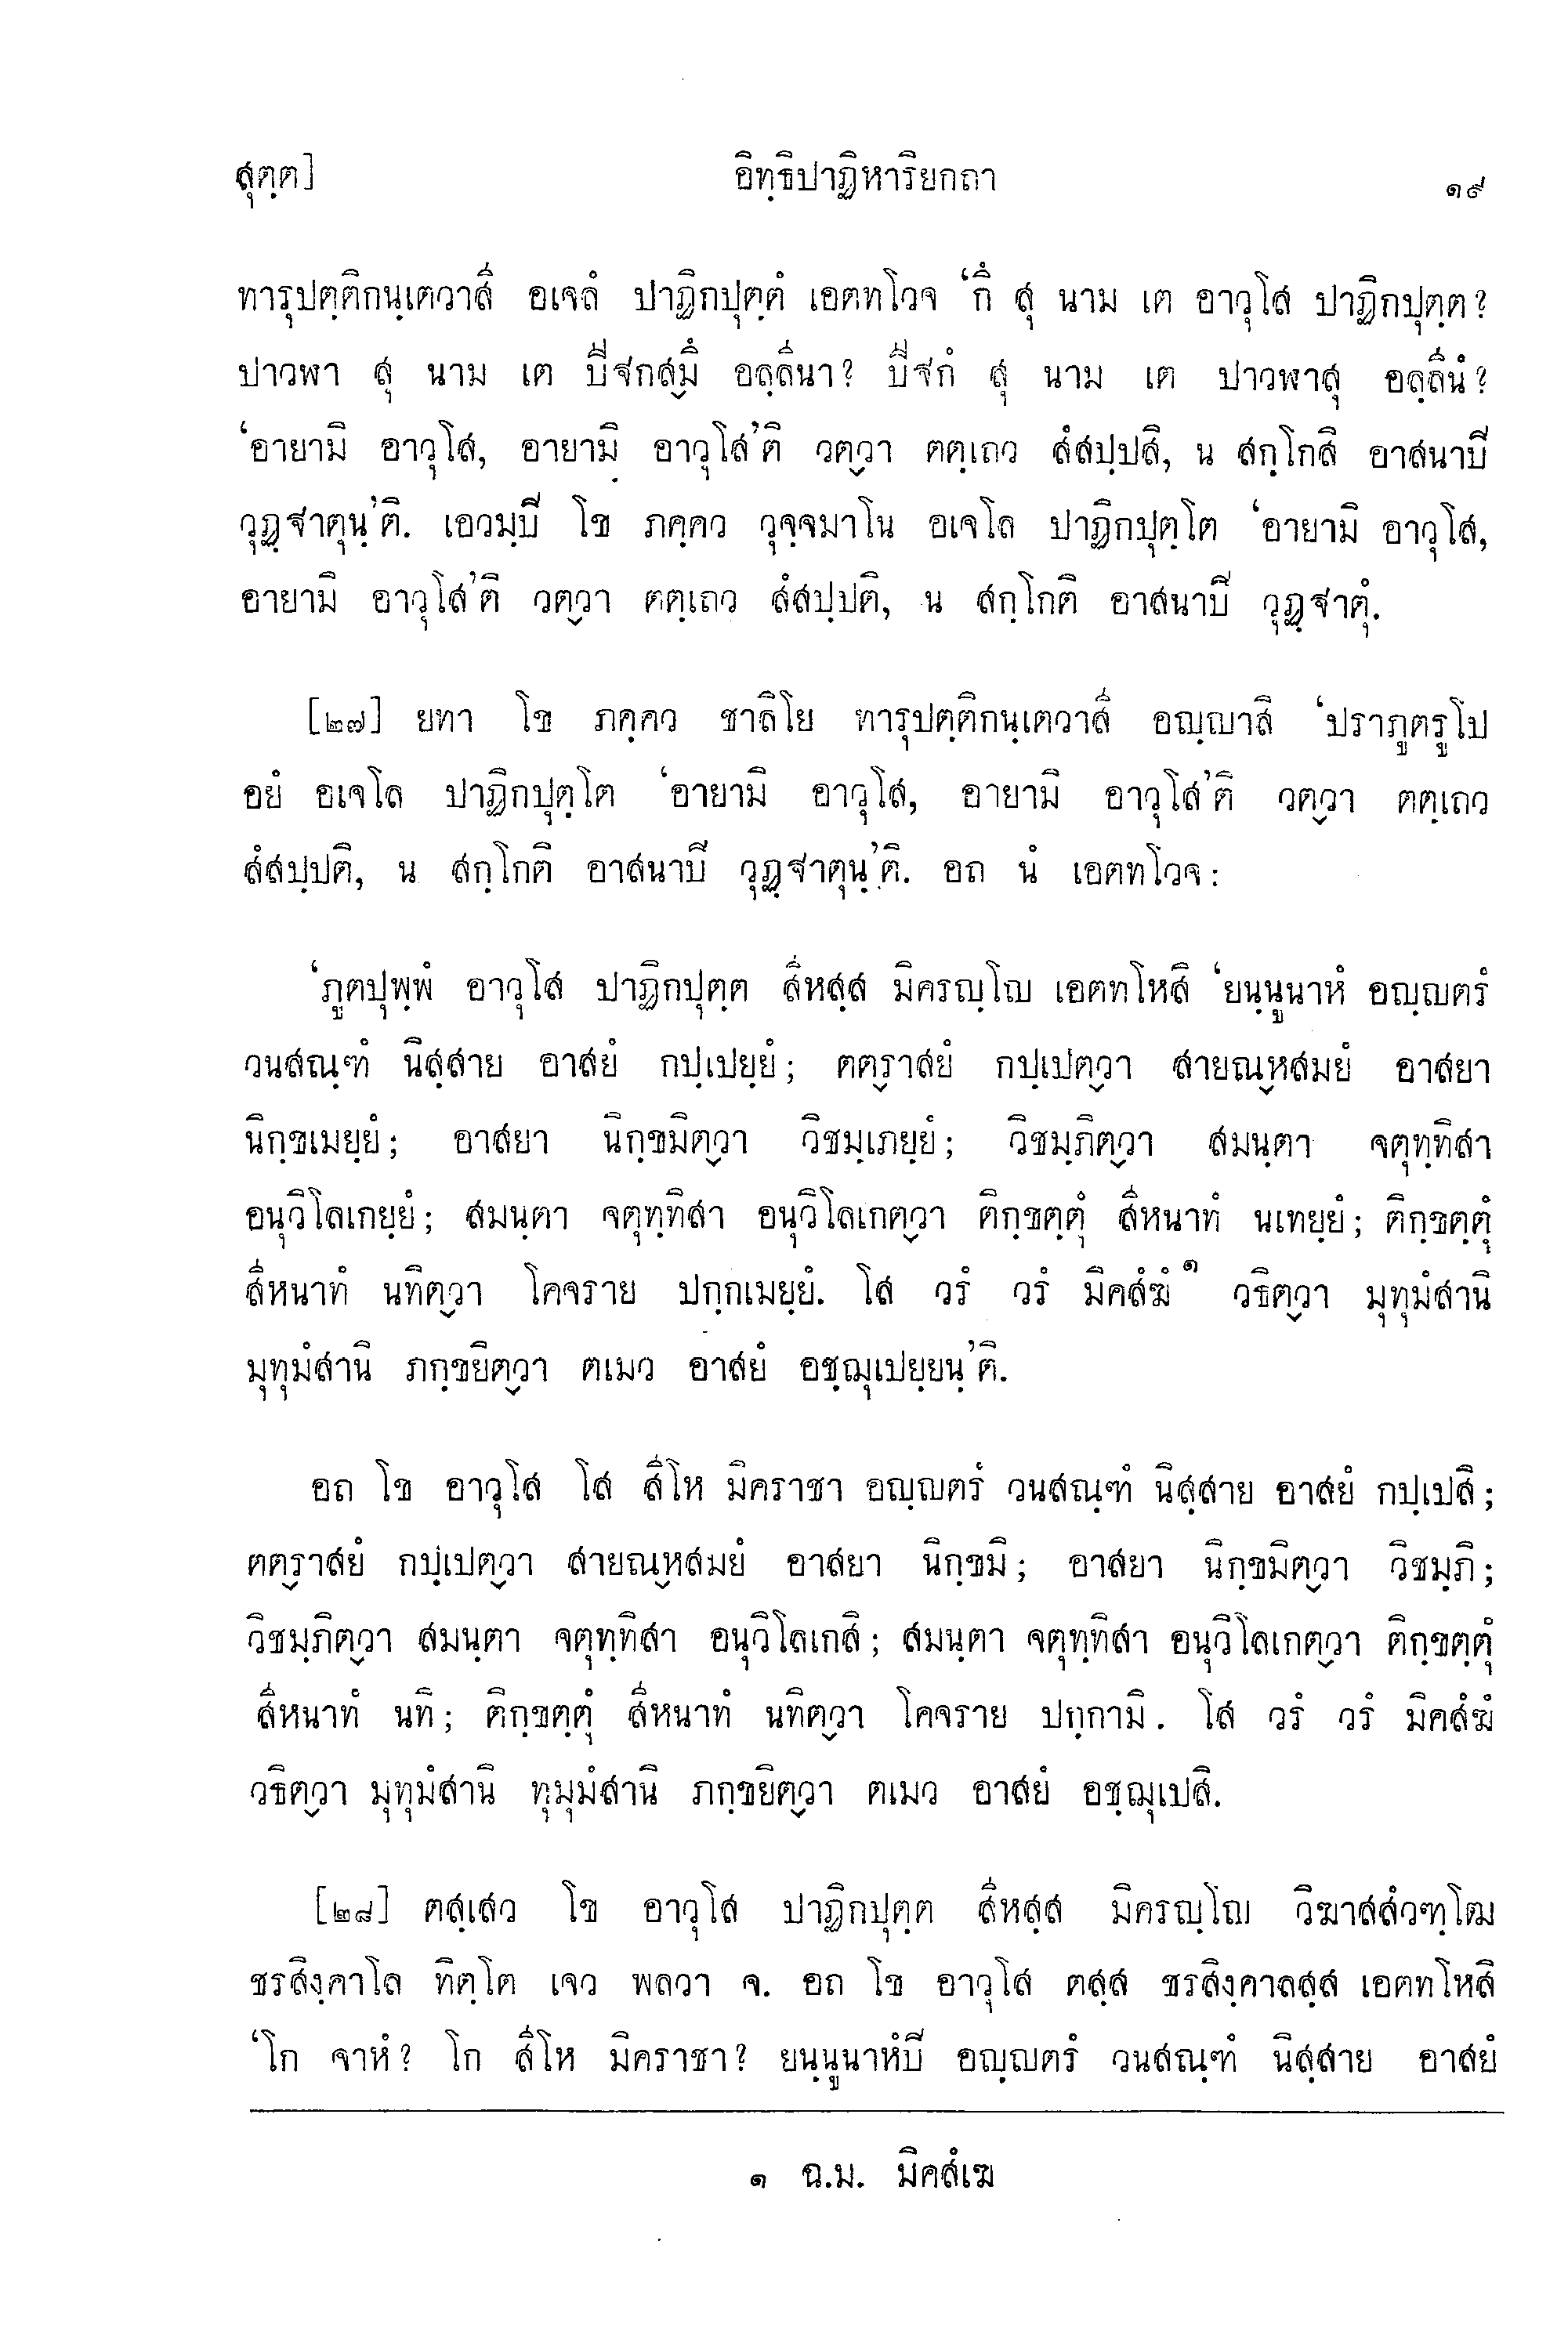 สุตฺต] อิทฺธิปาฏิหาริยกถา ๑๙
ทารุปตฺติกนฺเตวาสี อเจลํ ปาฏิกปุตฺตํ เอตทโวจ ‘กึ สุ นาม เต อาวุโส ปาฏิกปุตฺต?
ปาวฬา สุ นาม เต ปีฐกสฺมึ อลฺลีนา? ปีฐกํ สุ นาม เต ปาวฬาสุ อลฺลีนํ?
‘อายามิ อาวุโส, อายามิ อาวุโส’ติ วตฺวา ตตฺเถว สํสปฺปสิ, น สกฺโกสิ อาสนาปิ
วุฏฺฐาตุนฺ’ติ. เอวมฺปิ โข ภคฺคว วุจฺจมาโน อเจโล ปาฏิกปุตฺโต ‘อายามิ อาวุโส,
อายามิ อาวุโส’ติ วตฺวา ตตฺเถว สํสปฺปติ, น สกฺโกติ อาสนาปิ วุฏฺฐาตุํ.
[๒๗] ยทา โข ภคฺคว ชาลิโย ทารุปตฺติกนฺเตวาสี อญฺญาสิ ‘ปราภูตรูโป
อยํ อเจโล ปาฏิกปุตฺโต ‘อายามิ อาวุโส, อายามิ อาวุโส’ติ วตฺวา ตตฺเถว
สํสปฺปติ, น สกฺโกติ อาสนาปิ วุฏฺฐาตุนฺ’ติ. อถ นํ เอตทโวจ:
‘ภูตปุพฺพํ อาวุโส ปาฏิกปุตฺต สีหสฺส มิครญฺโญ เอตทโหสิ ‘ยนฺนูนาหํ อญฺญตรํ
วนสณฺฑํ นิสฺสาย อาสยํ กปฺเปยฺยํ; ตตฺราสยํ กปฺเปตฺวา สายณฺหสมยํ อาสยา
นิกฺขเมยฺยํ; อาสยา นิกฺขมิตฺวา วิชมฺเภยฺยํ; วิชมฺภิตฺวา สมนฺตา จตุทฺทิสา
อนุวิโลเกยฺยํ; สมนฺตา จตุทฺทิสา อนุวิโลเกตฺวา ติกฺขตฺตุํ สีหนาทํ นเทยฺยํ; ติกฺขตฺตุํ
สีหนาทํ นทิตฺวา โคจราย ปกฺกเมยฺยํ. โส วรํ วรํ มิคสํฆํ๑ วธิตฺวา มุทุมํสานิ
มุทุมํสานิ ภกฺขยิตฺวา ตเมว อาสยํ อชฺฌุเปยฺยนฺ’ติ.
อถ โข อาวุโส โส สีโห มิคราชา อญฺญตรํ วนสณฺฑํ นิสฺสาย อาสยํ กปฺเปสิ;
ตตฺราสยํ กปฺเปตฺวา สายณฺหสมยํ อาสยา นิกฺขมิ; อาสยา นิกฺขมิตฺวา วิชมฺภิ;
วิชมฺภิตฺวา สมนฺตา จตุทฺทิสา อนุวิโลเกสิ; สมนฺตา จตุทฺทิสา อนุวิโลเกตฺวา ติกฺขตฺตุํ
สีหนาทํ นทิ; ติกฺขตฺตุํ สีหนาทํ นทิตฺวา โคจราย ปกฺกามิ. โส วรํ วรํ มิคสํฆํ
วธิตฺวา มุทุมํสานิ ทุมุมํสานิ ภกฺขยิตฺวา ตเมว อาสยํ อชฺฌุเปสิ.
[๒๘] ตสฺเสว โข อาวุโส ปาฏิกปุตฺต สีหสฺส มิครญฺโญ วิฆาสสํวฑฺโฒ
ชรสิงฺคาโล ทิตฺโต เจว พลวา จ. อถ โข อาวุโส ตสฺส ชรสิงฺคาลสฺส เอตทโหสิ
‘โก จาหํ? โก สีโห มิคราชา? ยนฺนูนาหํปิ อญฺญตรํ วนสณฺฑํ นิสฺสาย อาสยํ
๑ ฉ.ม. มิคสํเฆ